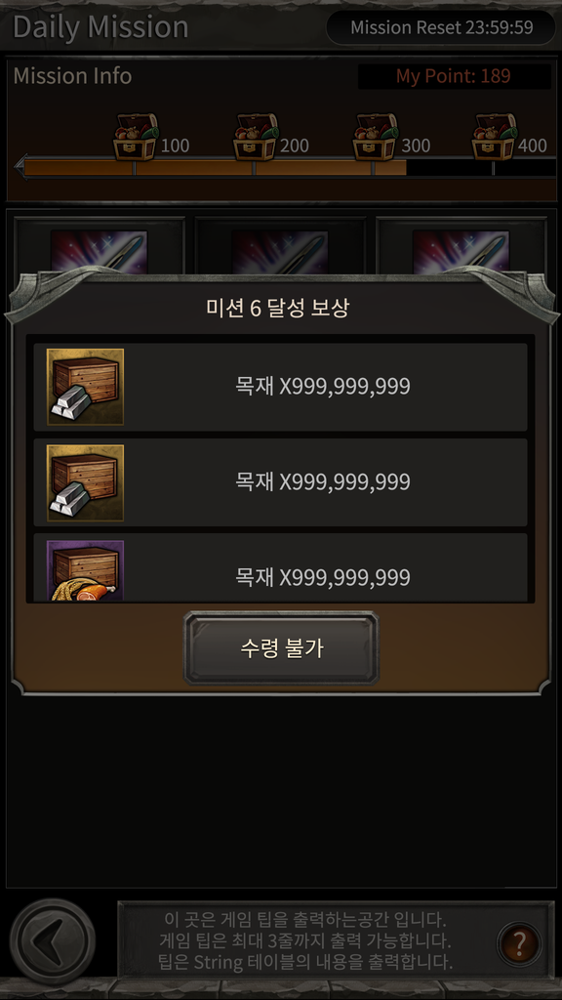 Daily Mission
Mission Reset 23:59:59
Mission Info
My Point: 189
100
200
300
400
미션 6 달성 보상
목재 X999,999,999
목재 X999,999,999
목재 X999,999,999
수령 불가
이 곳은 게임 팁을 출력하는공간 입니다.
게임 팁은 최대 3줄까지 출력 가능합니다.
팁은 String 테이블의 내용을 출력합니다.
?